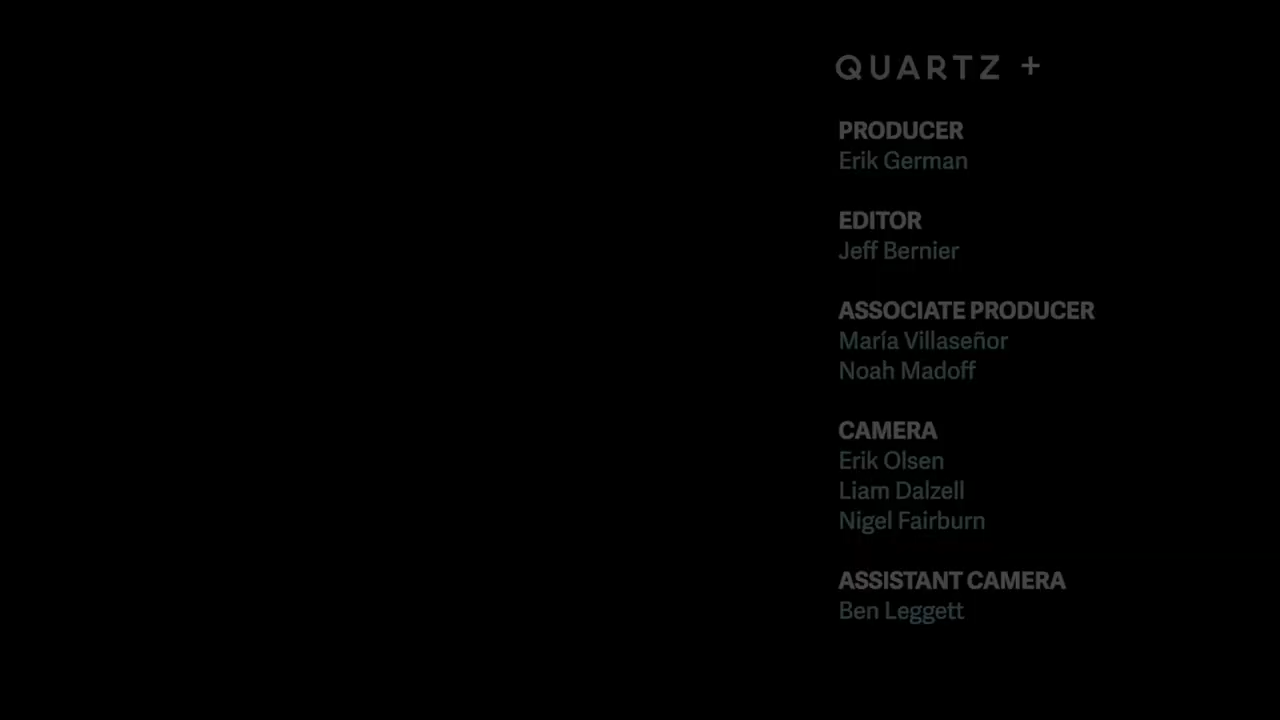 QUARTZ +
PRODUCER
Erik German
EDITOR
Jeff Bernier
ASSOCIATE PRODUCER
María Villaseñor
Noah Madoff
CAMERA
Erik Olsen
Liam Dalzell
Nigel Fairburn
ASSISTANT CAMERA
Ben Leggett